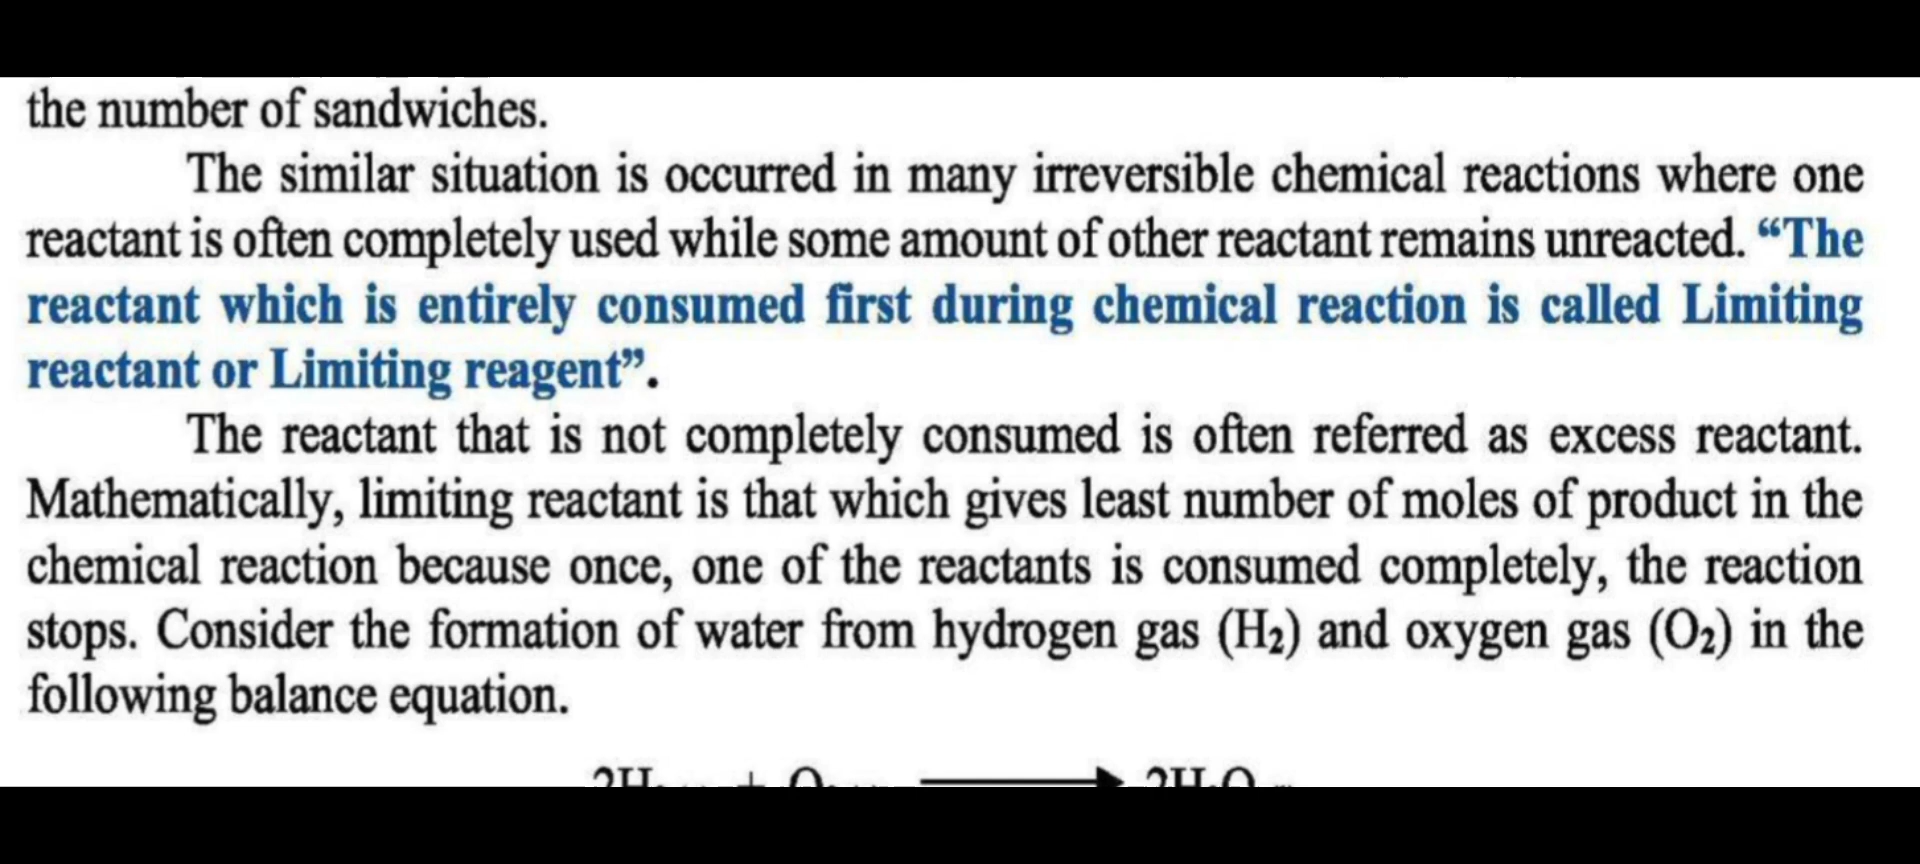 the number of sandwiches.
The similar situation is occurred in many irreversible chemical reactions where one
reactant is often completely used while some amount of other reactant remains unreacted. “The
reactant which is entirely consumed first during chemical reaction is called Limiting
reactant or Limiting reagent”.
The reactant that is not completely consumed is often referred as excess reactant.
Mathematically, limiting reactant is that which gives least number of moles of product in the
chemical reaction because once, one of the reactants is consumed completely, the reaction
stops. Consider the formation of water from hydrogen gas (H₂) and oxygen gas (O₂) in the
following balance equation.